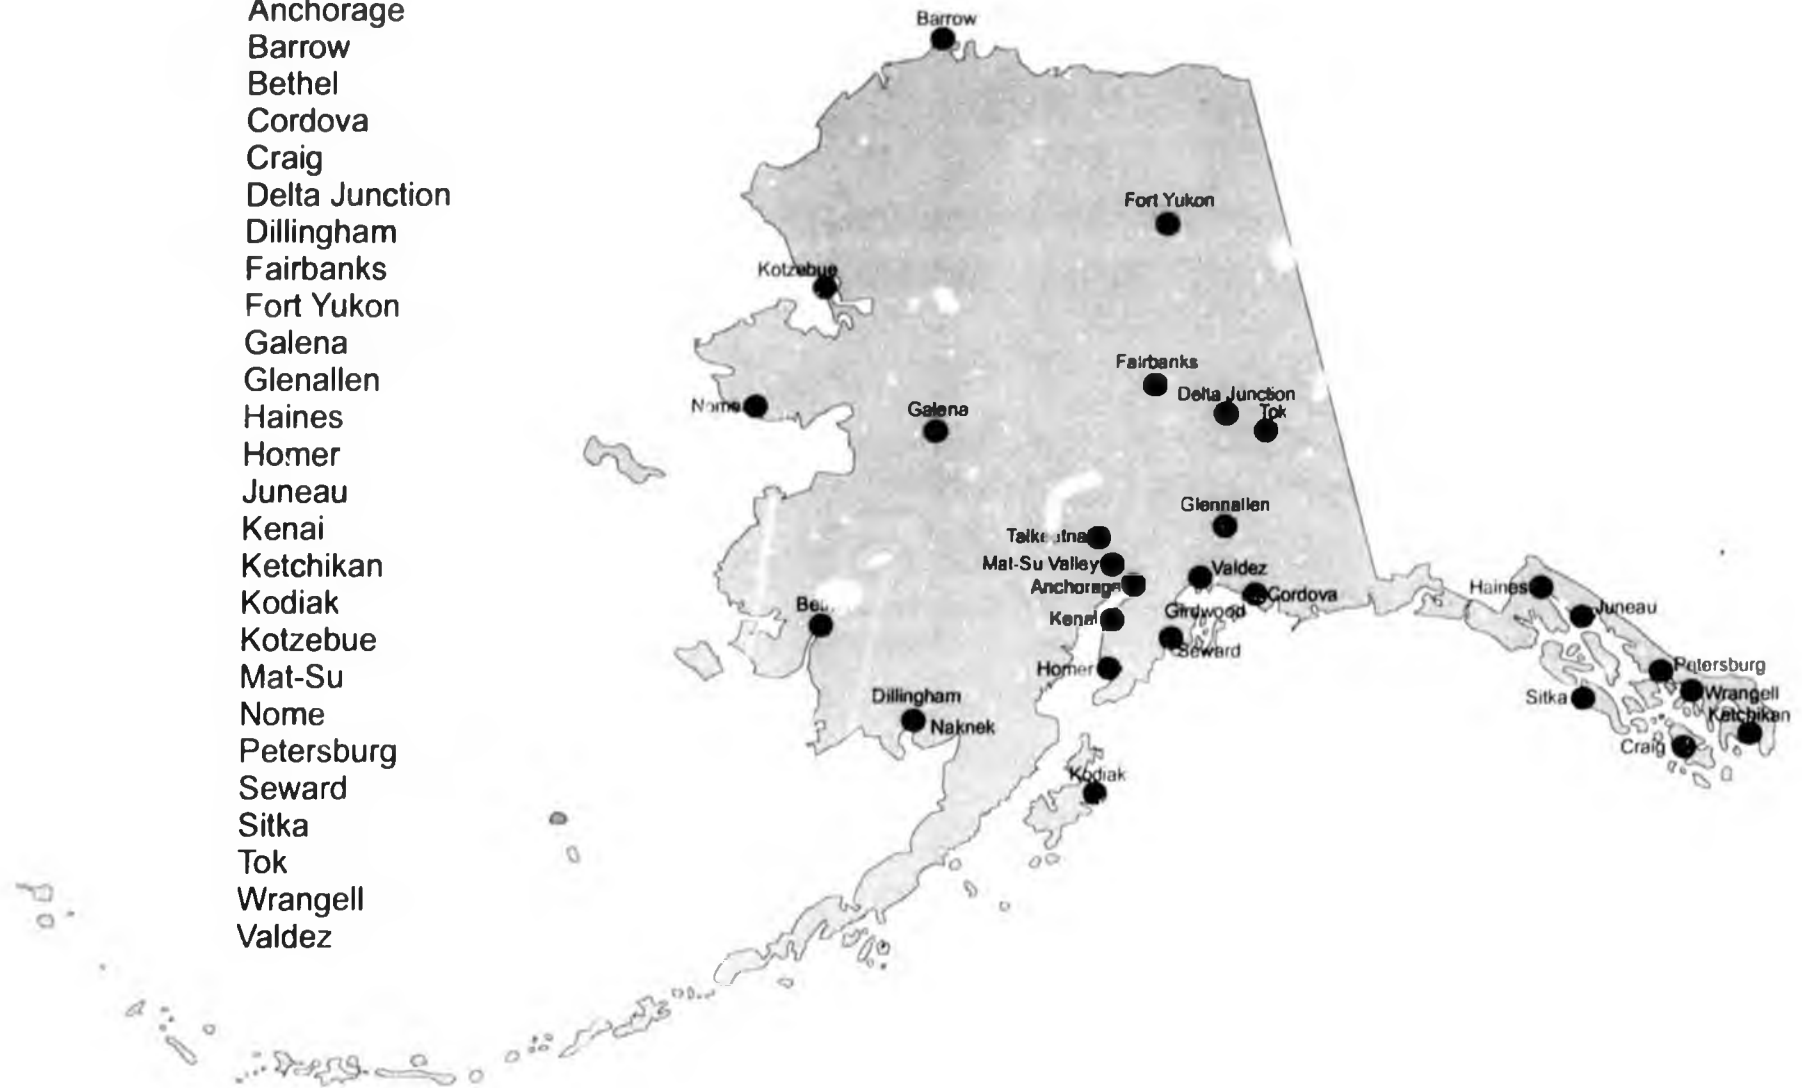 Anchorage
Barrow
Bethel
Cordova
Craig
Delta Junction
Dillingham
Fairbanks
Fort Yukon
Galena
Glenallen
Haines
Homer
Juneau
Kenai
Ketchikan
Kodiak
Kotzebue
Mat-Su
Nome
Petersburg
Seward
Sitka
Tok
Wrangell
Valdez
Barrow
Fort Yukon
Kotzebue
Fairbanks
Delta Junction
Tok
Nome
Galena
Glennallen
Talkeetna
Mat-Su Valley
Valdez
Anchorage
Cordova
Haines
Juneau
Girdwood
Kenai
Seward
Homer
Petersburg
Sitka
Wrangell
Dillingham
Ketchikan
Naknek
Craig
Kodiak